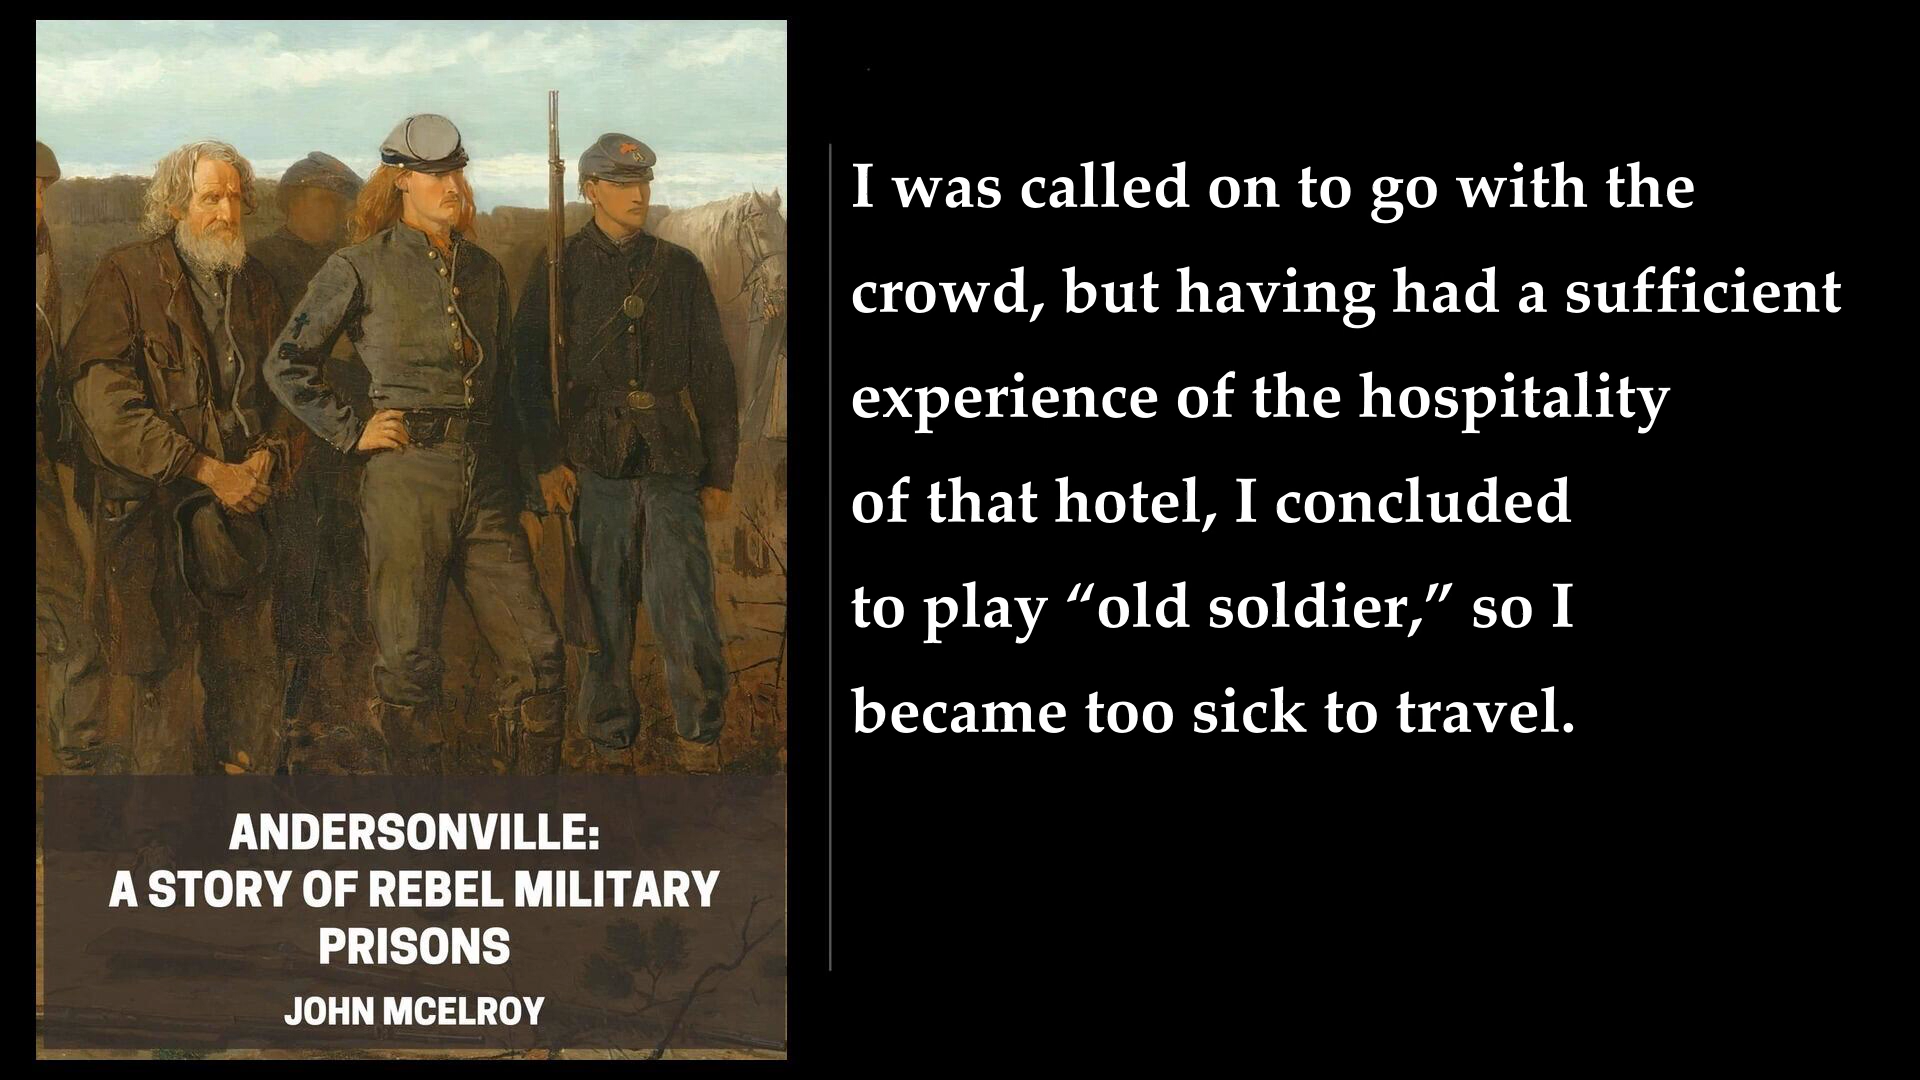 ANDERSONVILLE:
A STORY OF REBEL MILITARY
PRISONS
JOHN MCELROY
I was called on to go with the
crowd, but having had a sufficient
experience of the hospitality
of that hotel, I concluded
to play “old soldier,” so I
became too sick to travel.